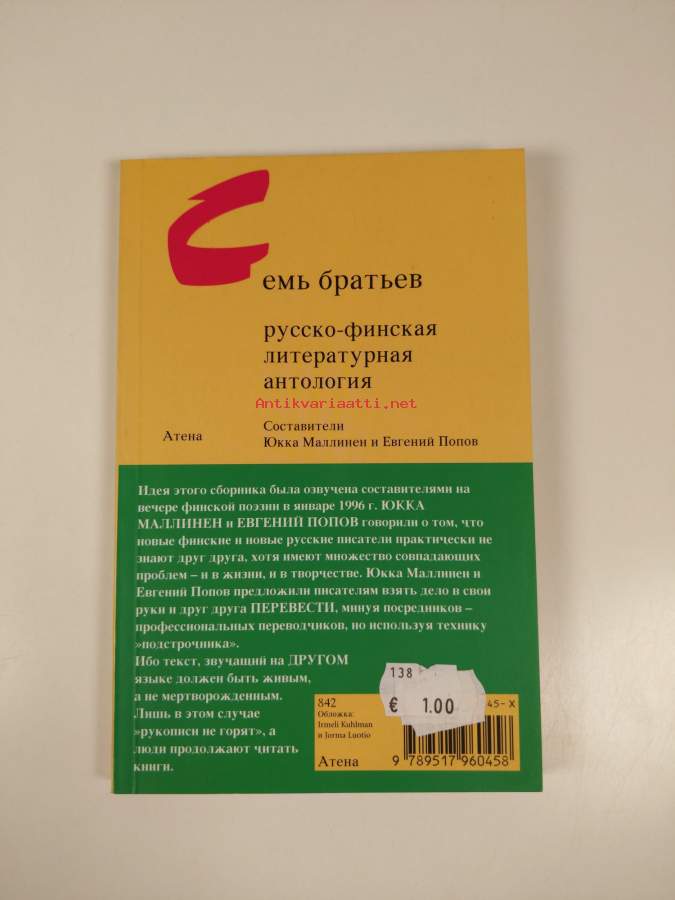 Семь братьев
русско-финская
литературная
антология
Antikvariaatti.net
Составители
Атена
Юкка Маллинен и Евгений Попов
Идея этого сборника была озвучена составителями на
вечере финской поэзии в январе 1996 г. ЮККА
МАЛЛИНЕН и ЕВГЕНИЙ ПОПОВ говорили о том, что
новые финские и новые русские писатели практически не
знают друг друга, хотя имеют множество совпадающих
проблем – и в жизни, и в творчестве. Юкка Маллинен и
Евгений Попов предложили писателям взять дело в свои
руки и друг друга ПЕРЕВЕСТИ, минуя посредников –
профессиональных переводчиков, но используя технику
»подстрочника».
Ибо текст, звучащий на ДРУГОМ
языке должен быть живым,
а не мертворожденным.
Лишь в этом случае
»рукописи не горят», а
люди продолжают читать
книги.
138
€ 1.00
842
45-X
Обложка:
Irmeli Kuhlman
и Jorma Luotio
Атена
9 789517 960458